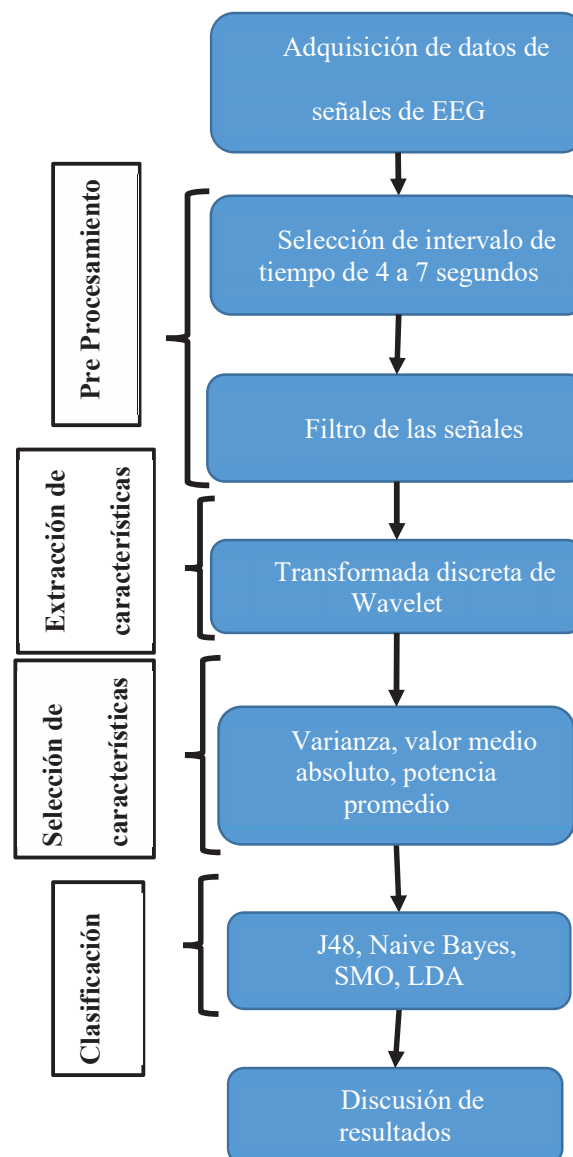 Adquisición de datos de
señales de EEG
Pre Procesamiento
Selección de intervalo de
tiempo de 4 a 7 segundos
Filtro de las señales
Extracción de
características
Transformada discreta de
Wavelet
Selección de
características
Varianza, valor medio
absoluto, potencia
promedio
Clasificación
J48, Naive Bayes,
SMO, LDA
Discusión de
resultados